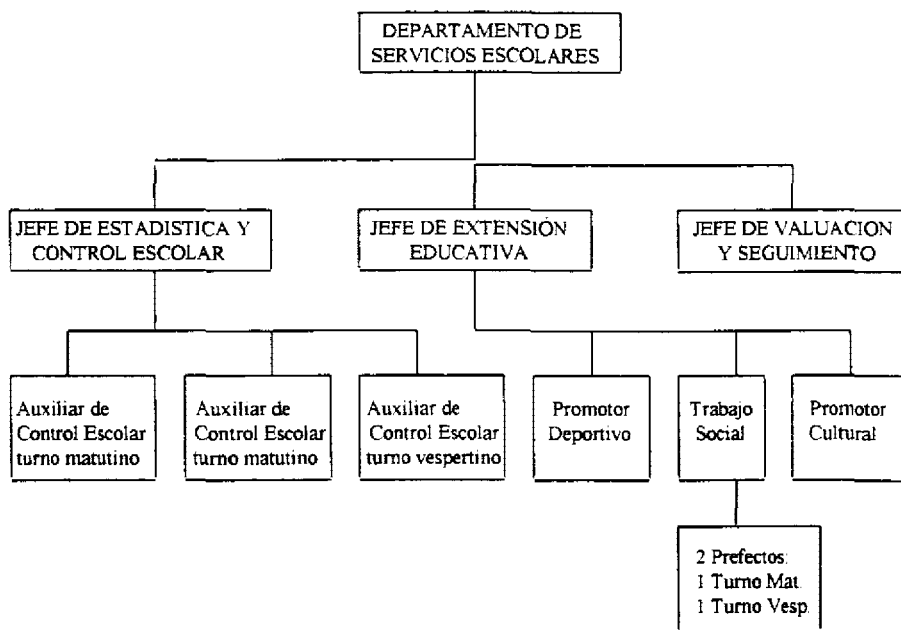 DEPARTAMENTO DE
SERVICIOS ESCOLARES
JEFE DE ESTADISTICA Y
CONTROL ESCOLAR
JEFE DE EXTENSIÓN
EDUCATIVA
JEFE DE VALUACION
Y SEGUIMIENTO
Auxiliar de
Control Escolar
turno matutino
Auxiliar de
Control Escolar
turno matutino
Auxiliar de
Control Escolar
turno vespertino
Promotor
Deportivo
Trabajo
Social
Promotor
Cultural
2 Prefectos:
1 Turno Mat.
1 Turno Vesp.